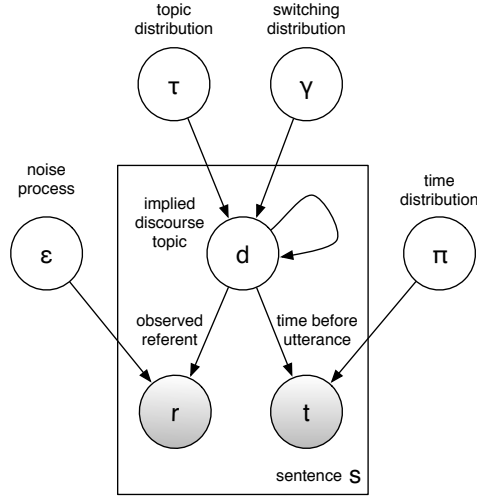 topic
distribution
switching
distribution
τ
γ
noise
process
implied
discourse
topic
time
distribution
ε
d
π
observed
referent
time before
utterance
r
t
sentence S